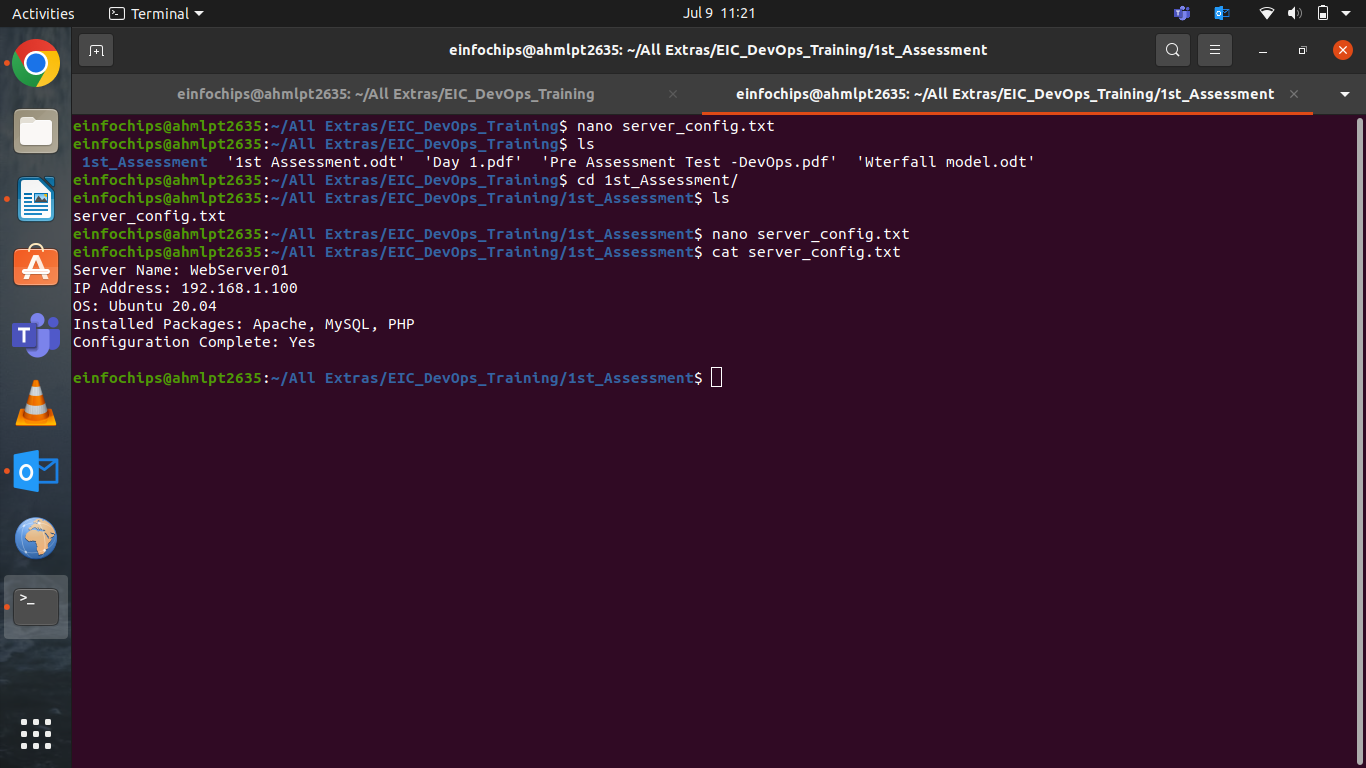 Activities
Terminal
Jul 9 11:21
einfochips@ahmlpt2635: ~/All Extras/EIC_DevOps_Training/1st_Assessment
einfochips@ahmlpt2635: ~/All Extras/EIC_DevOps_Training
einfochips@ahmlpt2635: ~/All Extras/EIC_DevOps_Training/1st_Assessment
einfochips@ahmlpt2635:~/All Extras/EIC_DevOps_Training$ nano server_config.txt
einfochips@ahmlpt2635:~/All Extras/EIC_DevOps_Training$ ls
1st_Assessment  '1st Assessment.odt'  'Day 1.pdf'  'Pre Assessment Test -DevOps.pdf'  'Wterfall model.odt'
einfochips@ahmlpt2635:~/All Extras/EIC_DevOps_Training$ cd 1st_Assessment/
einfochips@ahmlpt2635:~/All Extras/EIC_DevOps_Training/1st_Assessment$ ls
server_config.txt
einfochips@ahmlpt2635:~/All Extras/EIC_DevOps_Training/1st_Assessment$ nano server_config.txt
einfochips@ahmlpt2635:~/All Extras/EIC_DevOps_Training/1st_Assessment$ cat server_config.txt
Server Name: WebServer01
IP Address: 192.168.1.100
OS: Ubuntu 20.04
Installed Packages: Apache, MySQL, PHP
Configuration Complete: Yes
einfochips@ahmlpt2635:~/All Extras/EIC_DevOps_Training/1st_Assessment$